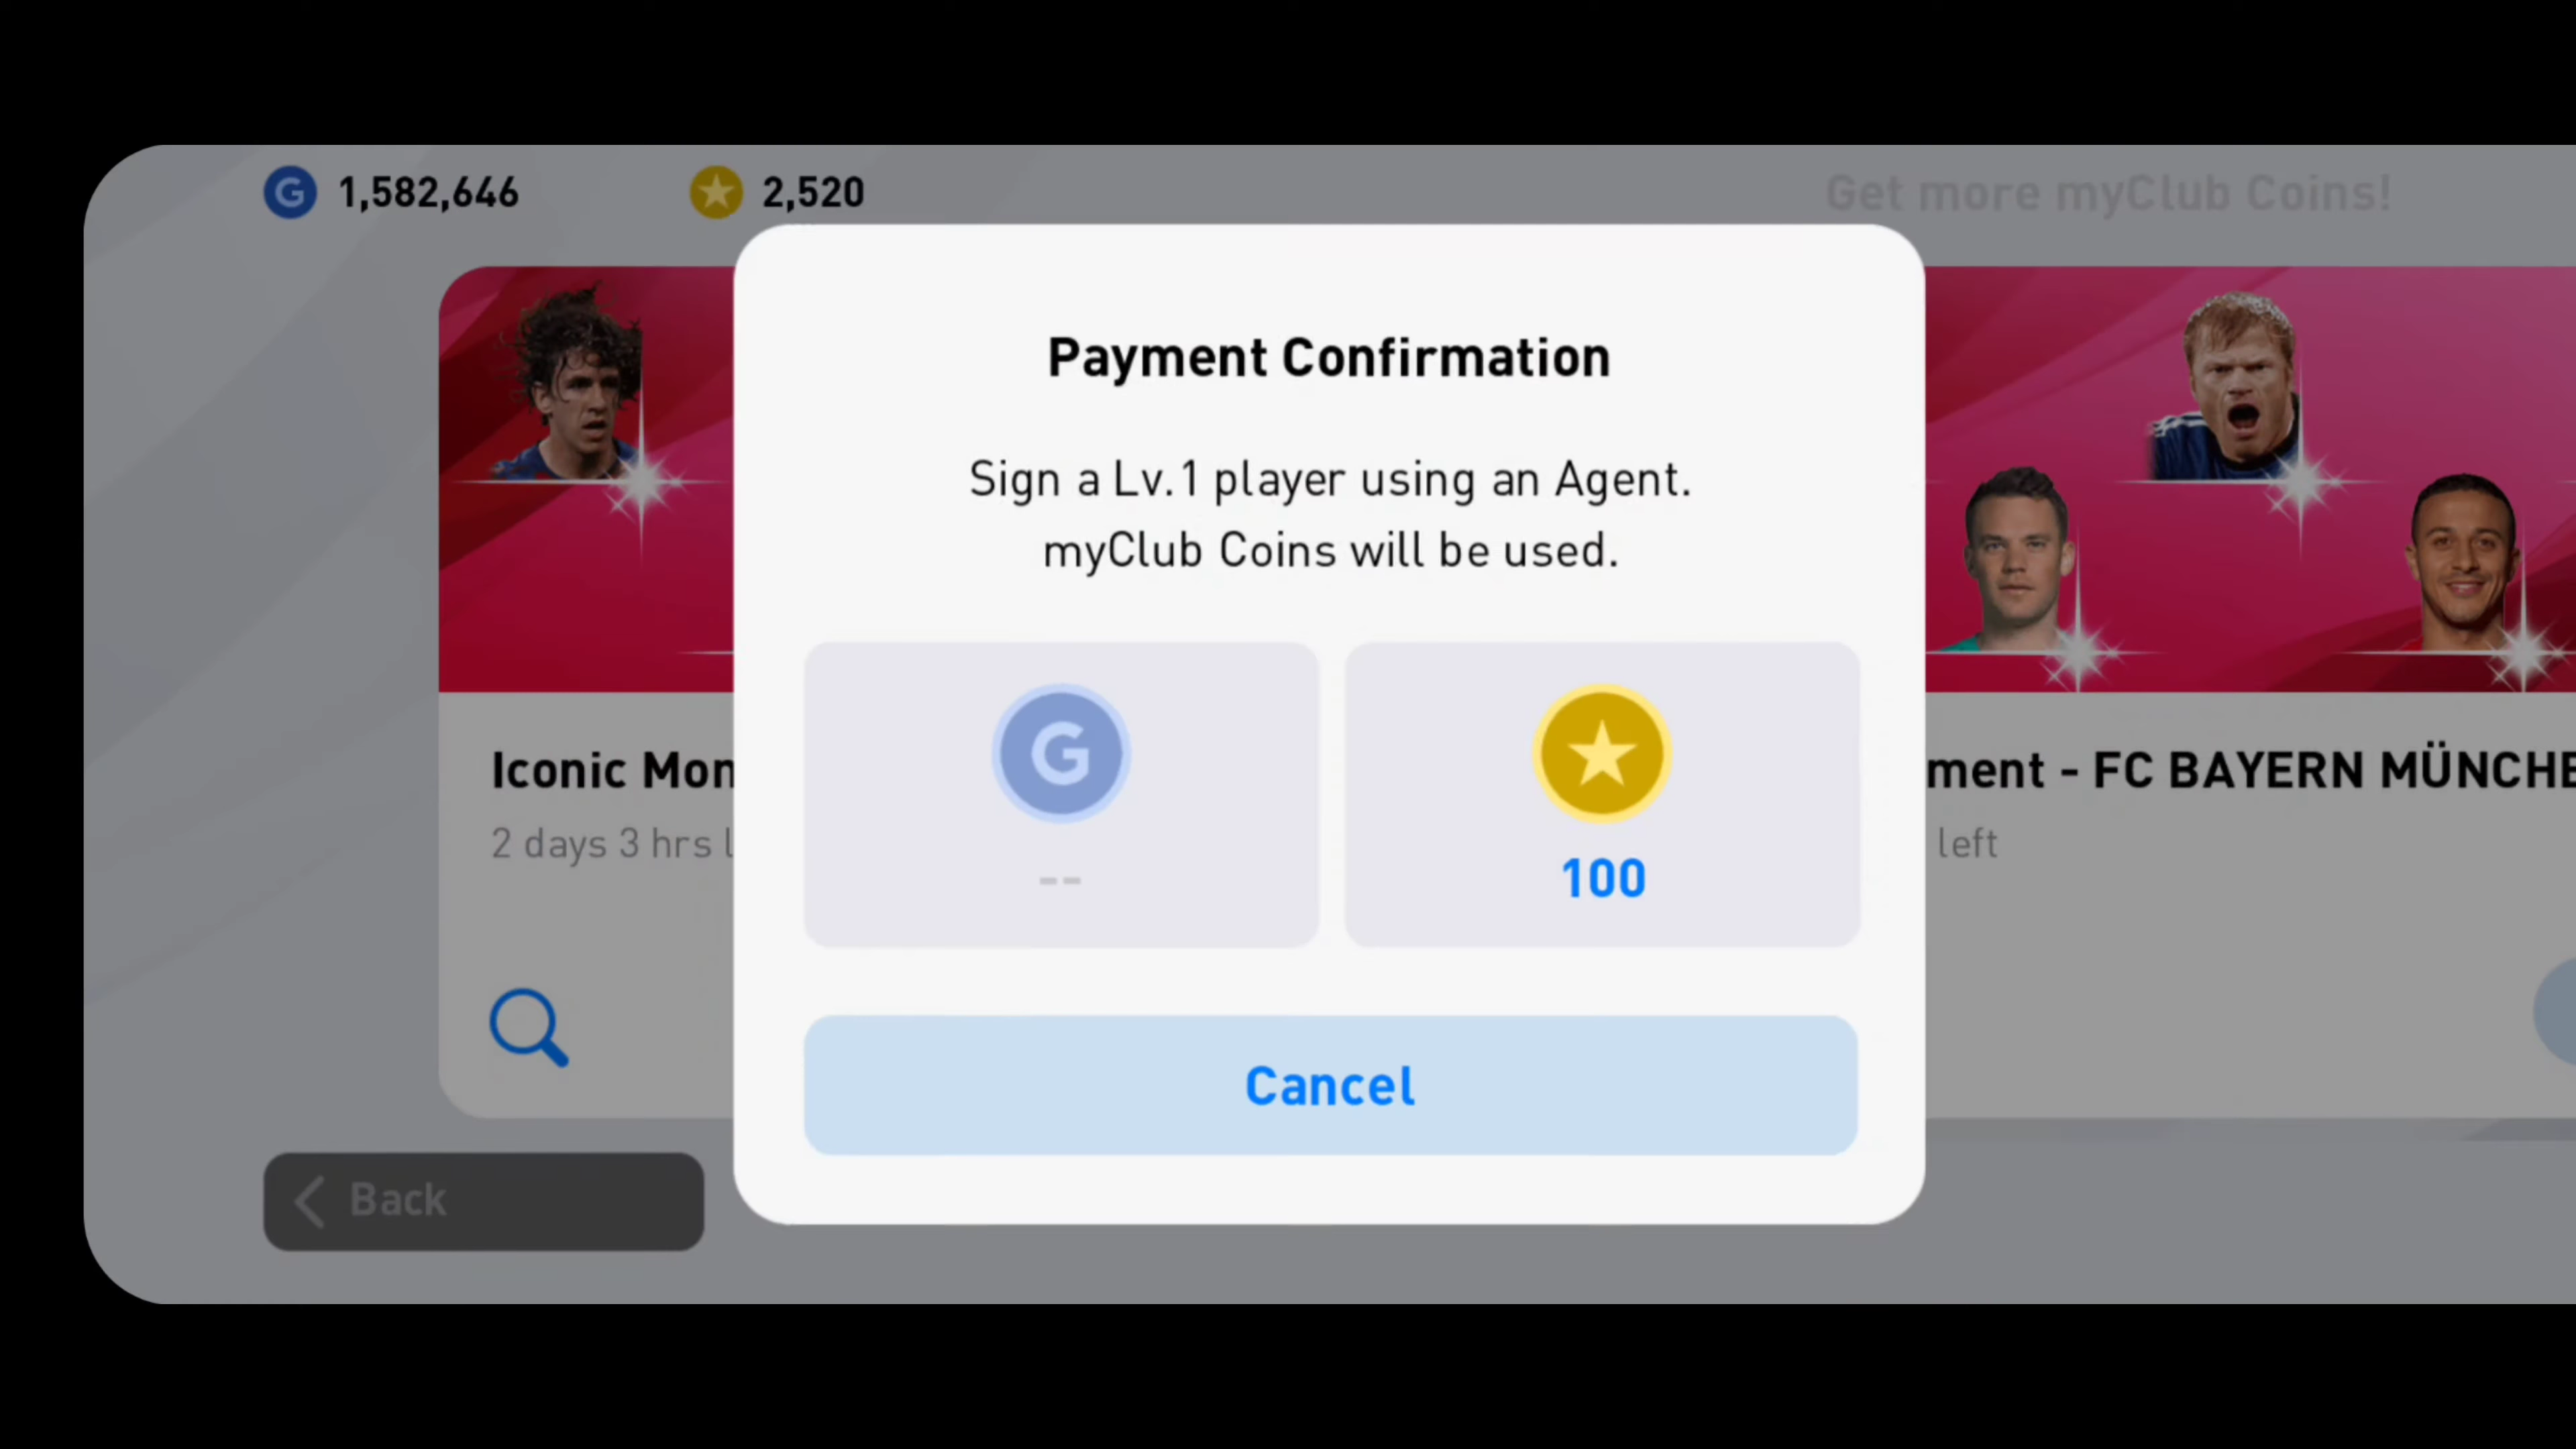 G 1,582,646
2,520
Get more myClub Coins!
Payment Confirmation
Sign a Lv.1 player using an Agent.
myClub Coins will be used.
G
--
100
Iconic Mom
2 days 3 hrs l
ment - FC BAYERN MÜNCHE
left
Cancel
Back